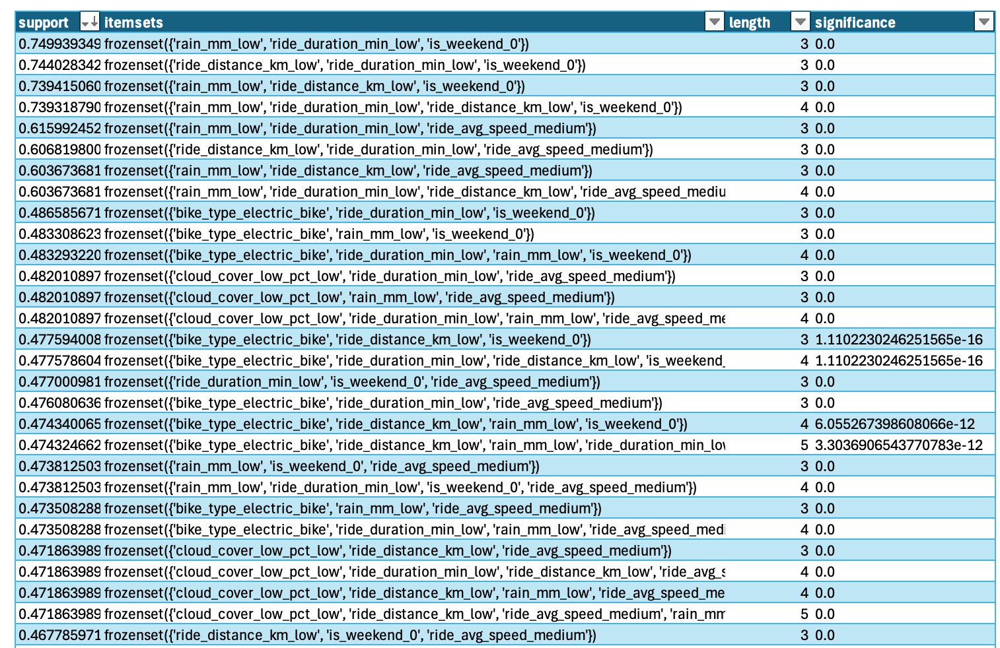 support itemsets length significance
0.749939349 frozenset({'rain_mm_low', 'ride_duration_min_low', 'is_weekend_0'}) 3 0.0
0.744028342 frozenset({'ride_distance_km_low', 'ride_duration_min_low', 'is_weekend_0'}) 3 0.0
0.739415060 frozenset({'rain_mm_low', 'ride_distance_km_low', 'is_weekend_0'}) 3 0.0
0.739318790 frozenset({'rain_mm_low', 'ride_duration_min_low', 'ride_distance_km_low', 'is_weekend_0'}) 4 0.0
0.615992452 frozenset({'rain_mm_low', 'ride_duration_min_low', 'ride_avg_speed_medium'}) 3 0.0
0.606819800 frozenset({'ride_distance_km_low', 'ride_duration_min_low', 'ride_avg_speed_medium'}) 3 0.0
0.603673681 frozenset({'rain_mm_low', 'ride_distance_km_low', 'ride_avg_speed_medium'}) 3 0.0
0.603673681 frozenset({'rain_mm_low', 'ride_duration_min_low', 'ride_distance_km_low', 'ride_avg_speed_mediu 4 0.0
0.486585671 frozenset({'bike_type_electric_bike', 'ride_duration_min_low', 'is_weekend_0'}) 3 0.0
0.483308623 frozenset({'bike_type_electric_bike', 'rain_mm_low', 'is_weekend_0'}) 3 0.0
0.483293220 frozenset({'bike_type_electric_bike', 'ride_duration_min_low', 'rain_mm_low', 'is_weekend_0'}) 4 0.0
0.482010897 frozenset({'cloud_cover_low_pct_low', 'ride_duration_min_low', 'ride_avg_speed_medium'}) 3 0.0
0.482010897 frozenset({'cloud_cover_low_pct_low', 'rain_mm_low', 'ride_avg_speed_medium'}) 3 0.0
0.482010897 frozenset({'cloud_cover_low_pct_low', 'ride_duration_min_low', 'rain_mm_low', 'ride_avg_speed_me 4 0.0
0.477594008 frozenset({'bike_type_electric_bike', 'ride_distance_km_low', 'is_weekend_0'}) 3 1.1102230246251565e-16
0.477578604 frozenset({'bike_type_electric_bike', 'ride_duration_min_low', 'ride_distance_km_low', 'is_weekend_ 4 1.1102230246251565e-16
0.477000981 frozenset({'ride_duration_min_low', 'is_weekend_0', 'ride_avg_speed_medium'}) 3 0.0
0.476080636 frozenset({'bike_type_electric_bike', 'ride_duration_min_low', 'ride_avg_speed_medium'}) 3 0.0
0.474340065 frozenset({'bike_type_electric_bike', 'ride_distance_km_low', 'rain_mm_low', 'is_weekend_0'}) 4 6.055267398608066e-12
0.474324662 frozenset({'bike_type_electric_bike', 'ride_distance_km_low', 'rain_mm_low', 'ride_duration_min_lov 5 3.3036906543770783e-12
0.473812503 frozenset({'rain_mm_low', 'is_weekend_0', 'ride_avg_speed_medium'}) 3 0.0
0.473812503 frozenset({'rain_mm_low', 'ride_duration_min_low', 'is_weekend_0', 'ride_avg_speed_medium'}) 4 0.0
0.473508288 frozenset({'bike_type_electric_bike', 'rain_mm_low', 'ride_avg_speed_medium'}) 3 0.0
0.473508288 frozenset({'bike_type_electric_bike', 'ride_duration_min_low', 'rain_mm_low', 'ride_avg_speed_medi 4 0.0
0.471863989 frozenset({'cloud_cover_low_pct_low', 'ride_distance_km_low', 'ride_avg_speed_medium'}) 3 0.0
0.471863989 frozenset({'cloud_cover_low_pct_low', 'ride_duration_min_low', 'ride_distance_km_low', 'ride_avg_s 4 0.0
0.471863989 frozenset({'cloud_cover_low_pct_low', 'ride_distance_km_low', 'rain_mm_low', 'ride_avg_speed_me 4 0.0
0.471863989 frozenset({'cloud_cover_low_pct_low', 'ride_distance_km_low', 'ride_avg_speed_medium', 'rain_mm 5 0.0
0.467785971 frozenset({'ride_distance_km_low', 'is_weekend_0', 'ride_avg_speed_medium'}) 3 0.0